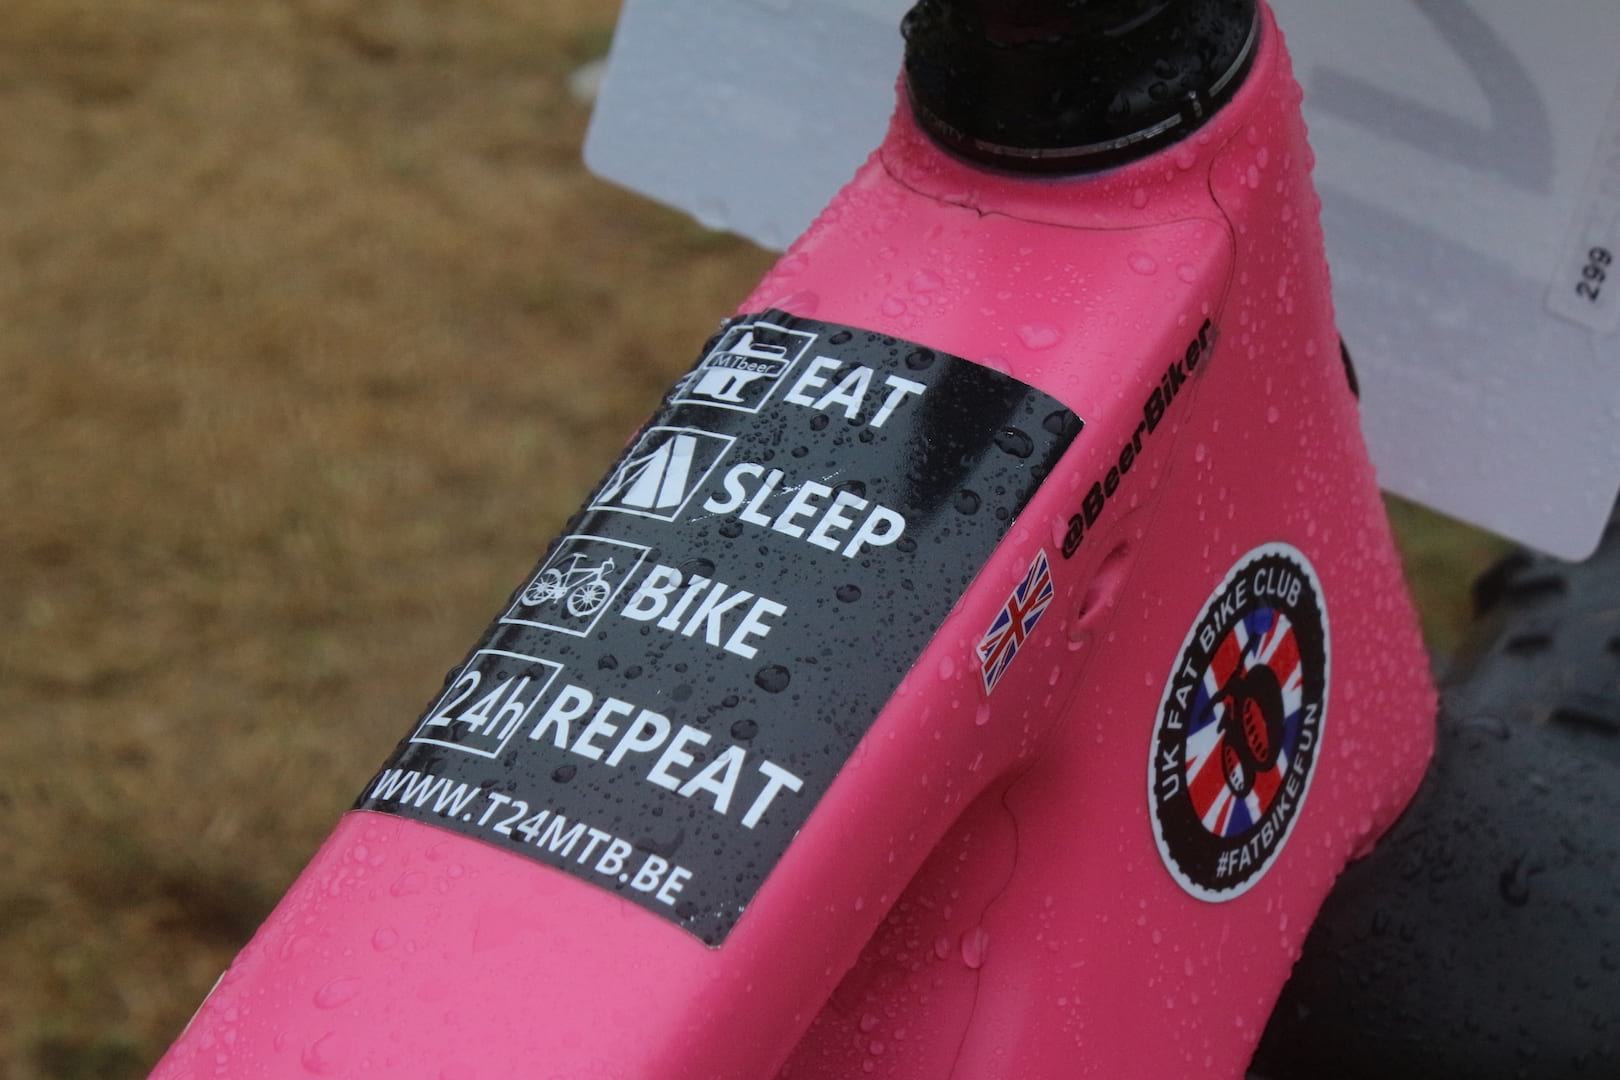 MTbeer EAT
SLEEP
BIKE
24h REPEAT
WWW.T24MTB.BE
@BeerBiker
UK FAT BIKE CLUB
#FATBIKEFUN
299